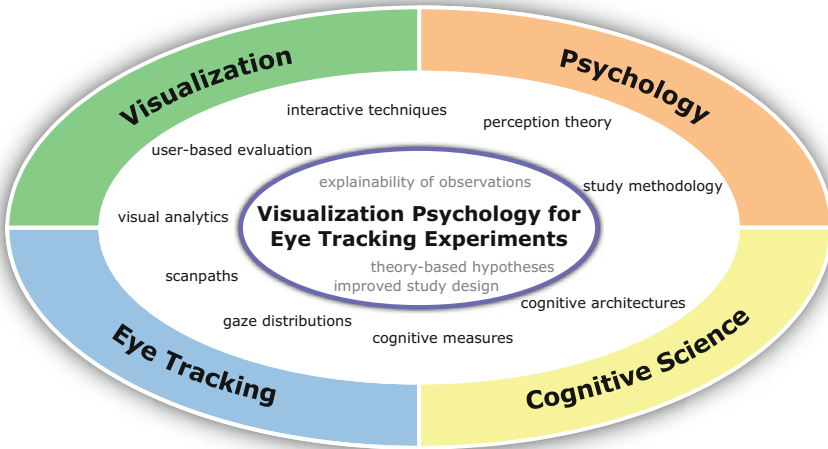 Visualization
Psychology
interactive techniques
perception theory
user-based evaluation
explainability of observations
study methodology
visual analytics
Visualization Psychology for
Eye Tracking Experiments
theory-based hypotheses
scanpaths
improved study design
cognitive architectures
gaze distributions
cognitive measures
Eye Tracking
Cognitive Science